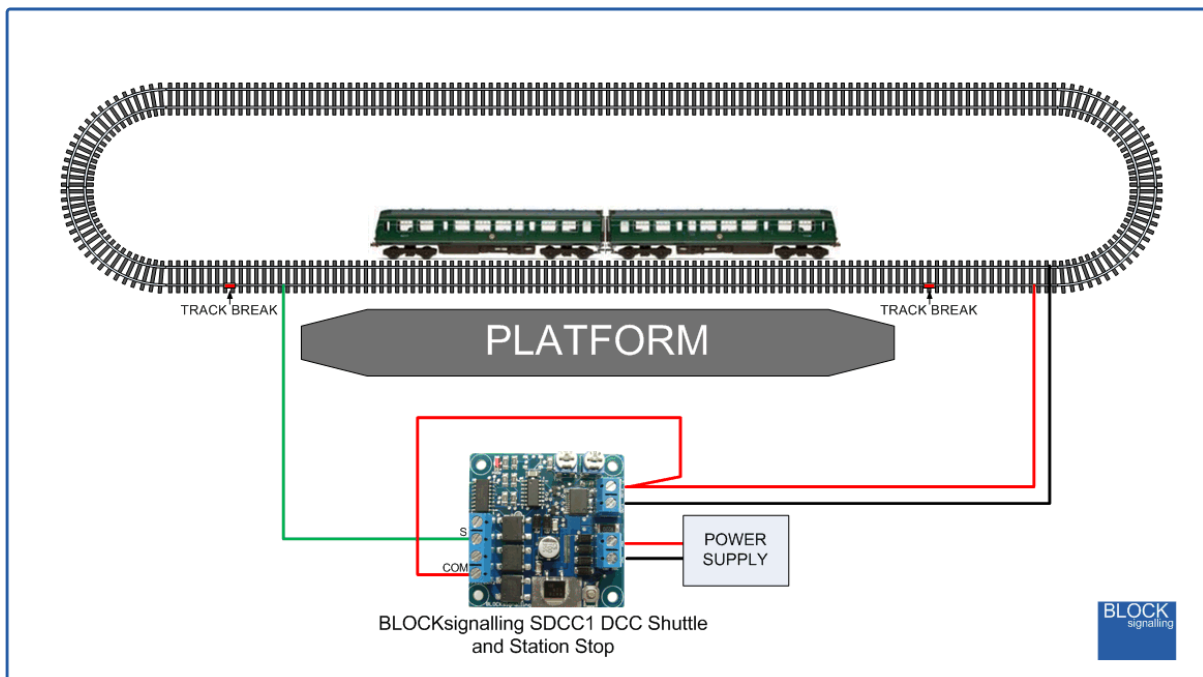 TRACK BREAK
TRACK BREAK
PLATFORM
S
COM
POWER
SUPPLY
BLOCKsignalling SDCC1 DCC Shuttle
and Station Stop
BLOCK
signalling